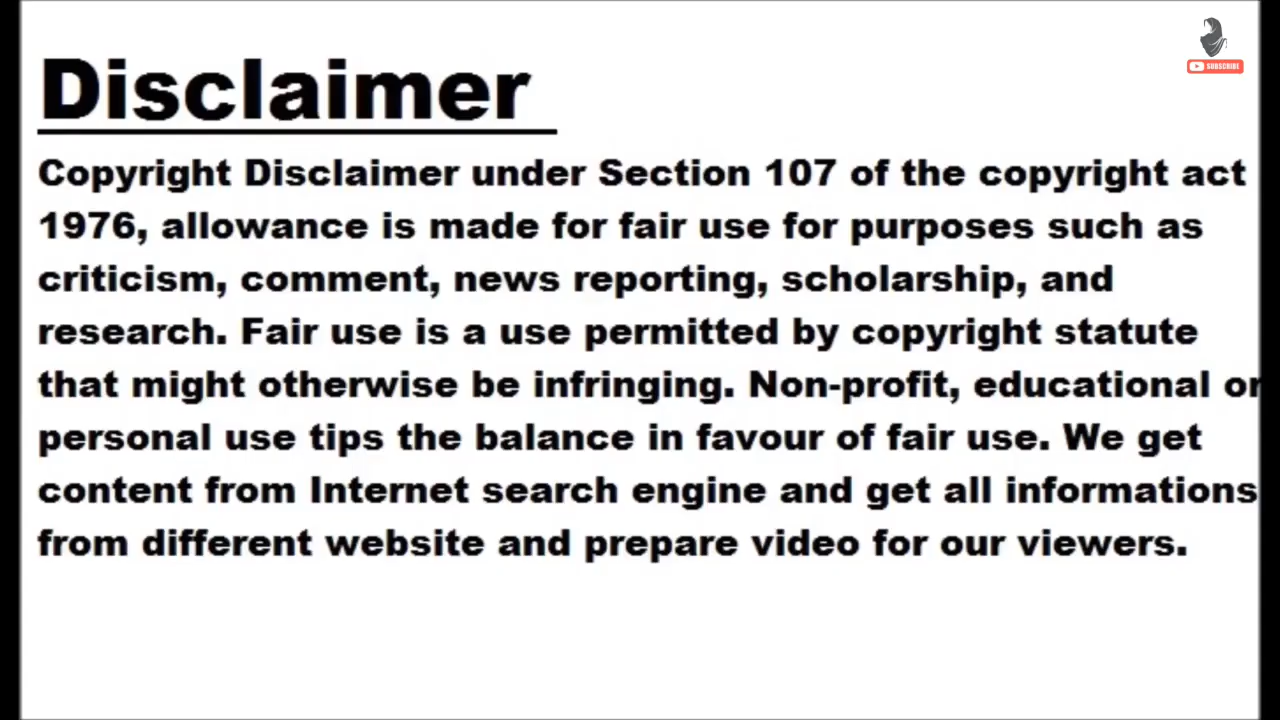 SUBSCRIBE
Disclaimer
Copyright Disclaimer under Section 107 of the copyright act
1976, allowance is made for fair use for purposes such as
criticism, comment, news reporting, scholarship, and
research. Fair use is a use permitted by copyright statute
that might otherwise be infringing. Non-profit, educational or
personal use tips the balance in favour of fair use. We get
content from Internet search engine and get all informations
from different website and prepare video for our viewers.